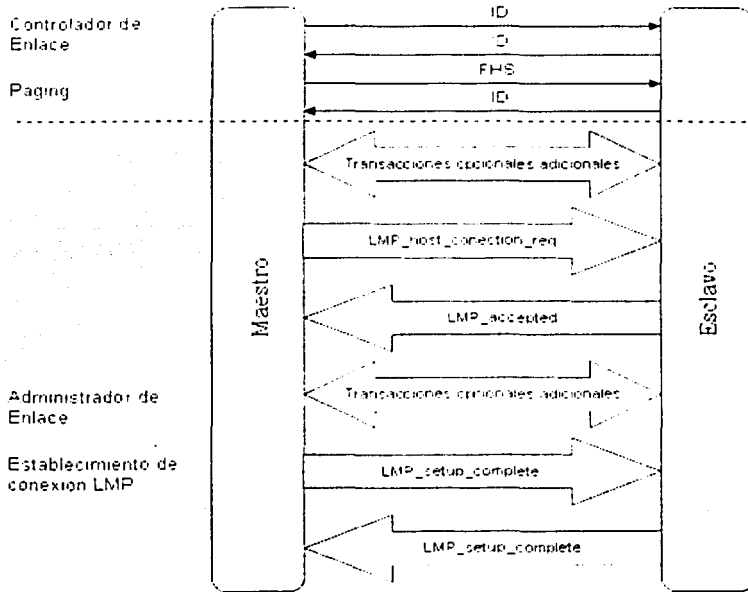 Controlador de
Enlace
Paging
ID
ID
FHS
ID
Transacciones opcionales adicionales
LMP_host_conection_req
LMP_accepted
Maestro
Esclavo
Administrador de
Enlace
Transacciones opcionales adicionales
Establecimiento de
conexion LMP
LMP_setup_complete
LMP_setup_complete